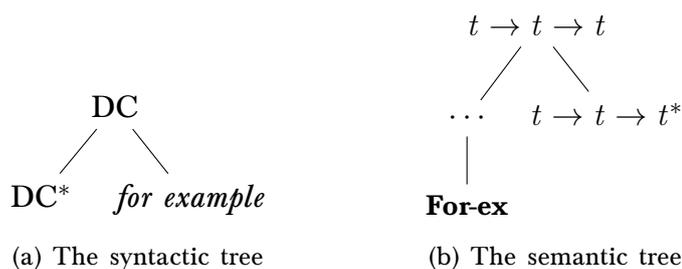 t → t → t
DC
⋯ t → t → t*
DC* for example
For-ex
(a) The syntactic tree (b) The semantic tree